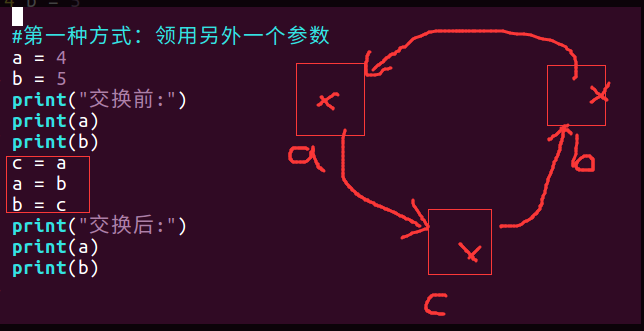 #第一种方式：领用另外一个参数
a = 4
b = 5
print("交换前:")
print(a)
print(b)
c = a
a = b
b = c
print("交换后:")
print(a)
print(b)
a
b
c